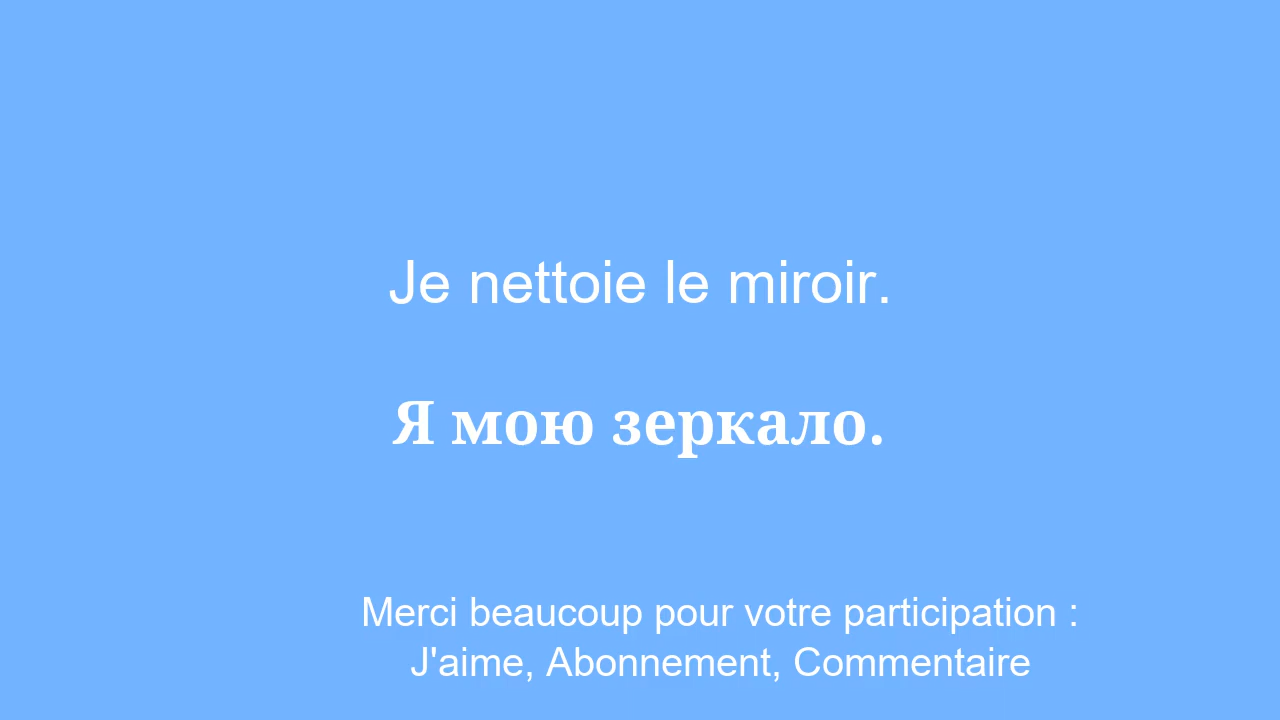 Je nettoie le miroir.
Я мою зеркало.
Merci beaucoup pour votre participation :
J'aime, Abonnement, Commentaire